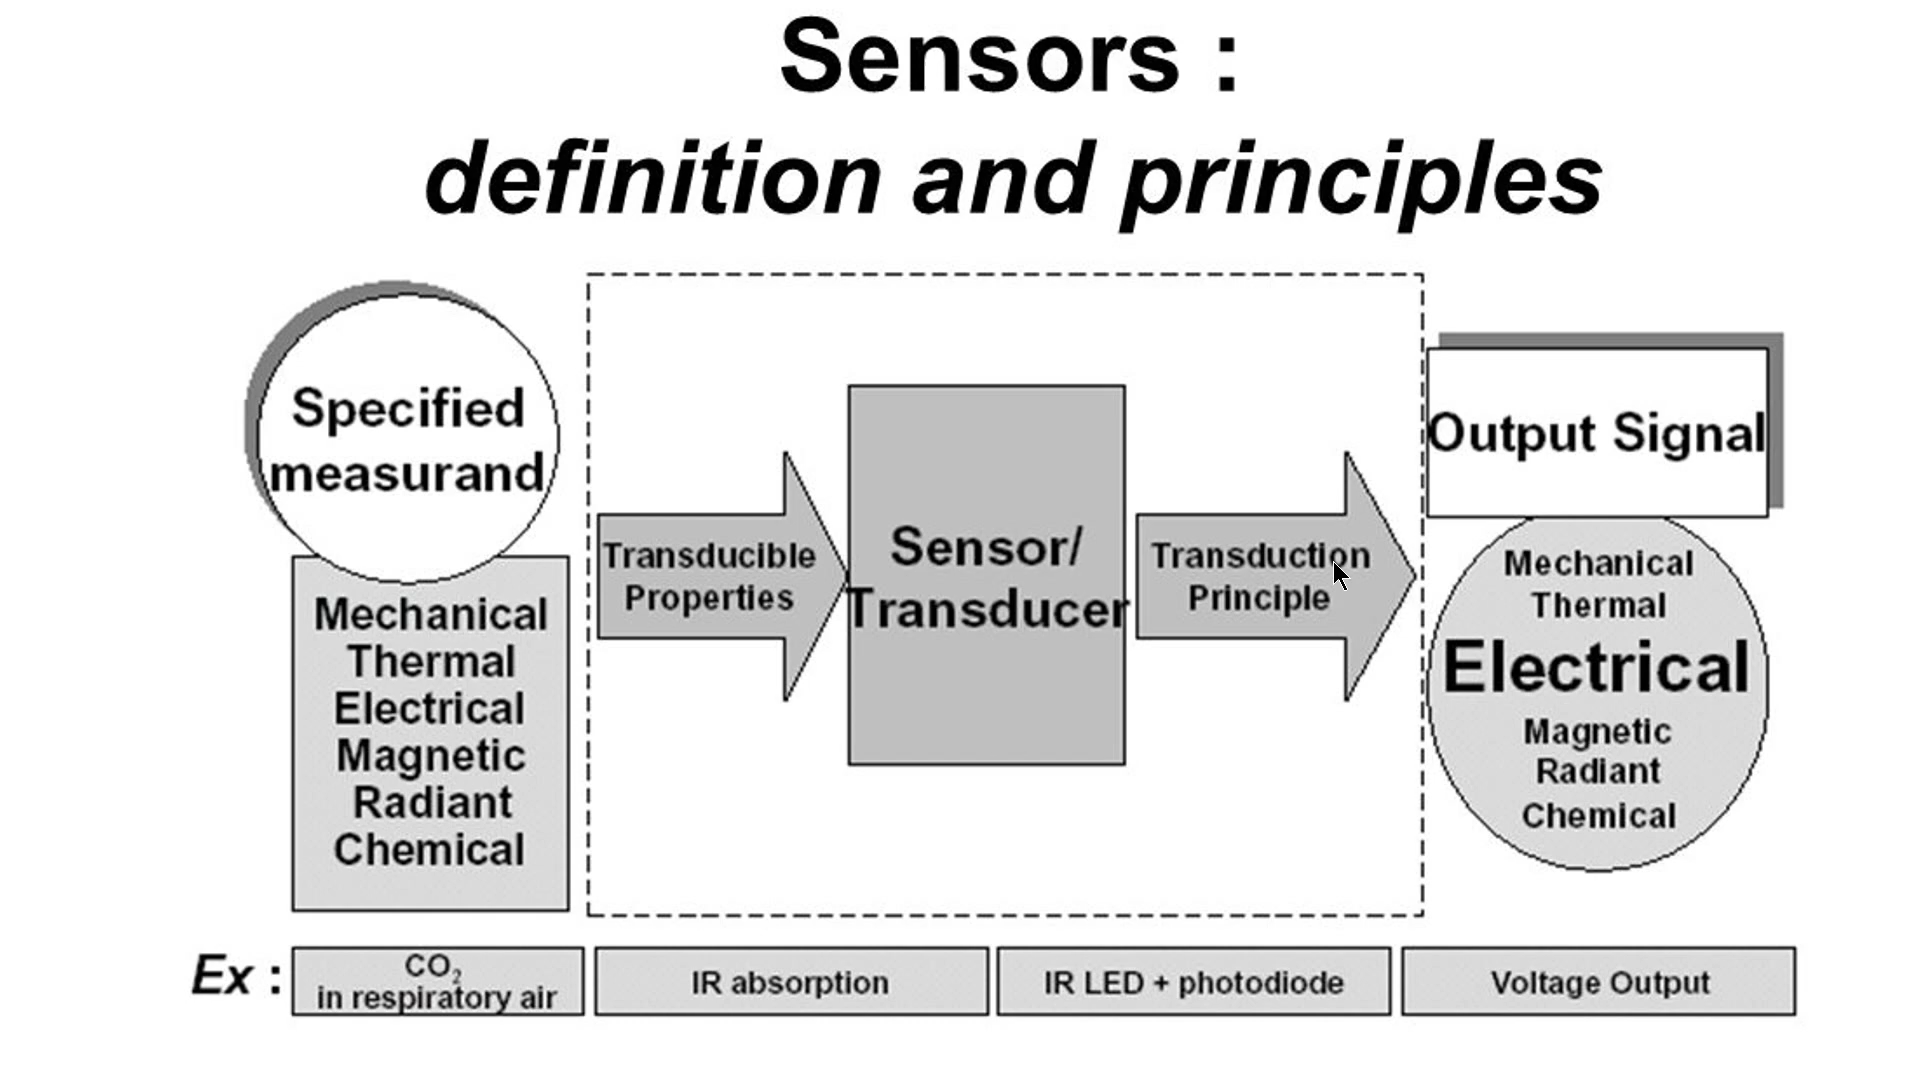 Sensors :
definition and principles
Specified
measurand
Mechanical
Thermal
Electrical
Magnetic
Radiant
Chemical
Transducible
Properties
Sensor/
Transducer
Transduction
Principle
Output Signal
Mechanical
Thermal
Electrical
Magnetic
Radiant
Chemical
Ex :
CO₂
in respiratory air
IR absorption
IR LED + photodiode
Voltage Output